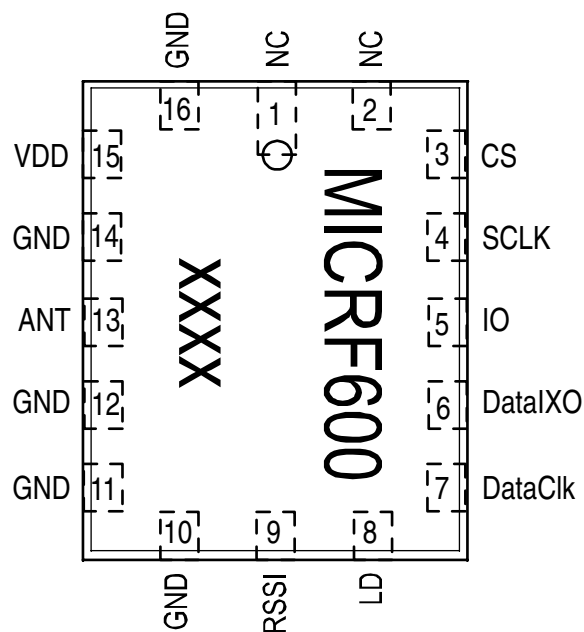 GND
NC
NC
16
1
2
VDD
15
3
CS
GND
14
4
SCLK
ANT
13
5
IO
GND
12
6
DataIXO
GND
11
7
DataClk
MICRF600
XXXX
10
9
8
GND
RSSI
LD